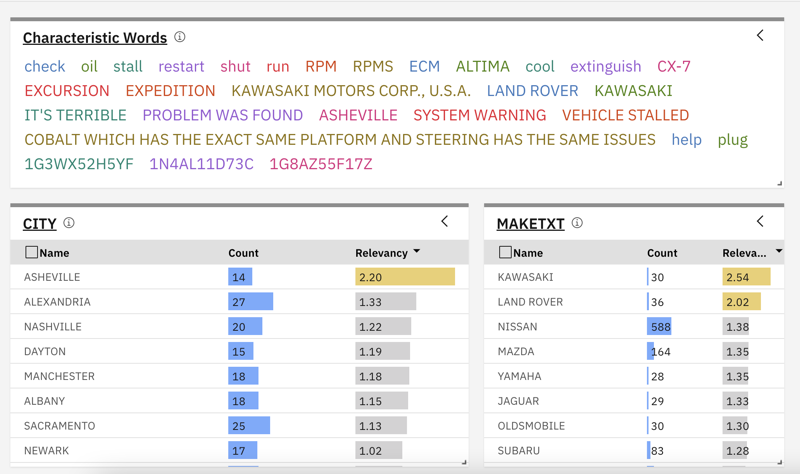 Characteristic Words
check oil stall restart shut run RPM RPMS ECM ALTIMA cool extinguish CX-7
EXCURSION EXPEDITION KAWASAKI MOTORS CORP., U.S.A. LAND ROVER KAWASAKI
IT'S TERRIBLE PROBLEM WAS FOUND ASHEVILLE SYSTEM WARNING VEHICLE STALLED
COBALT WHICH HAS THE EXACT SAME PLATFORM AND STEERING HAS THE SAME ISSUES help plug
1G3WX52H5YF 1N4AL11D73C 1G8AZ55F17Z
CITY
Name Count Relevancy
ASHEVILLE 14 2.20
ALEXANDRIA 27 1.33
NASHVILLE 20 1.22
DAYTON 15 1.19
MANCHESTER 18 1.18
ALBANY 18 1.15
SACRAMENTO 25 1.13
NEWARK 17 1.02
MAKETXT
Name Count Releva...
KAWASAKI 30 2.54
LAND ROVER 36 2.02
NISSAN 588 1.38
MAZDA 164 1.35
YAMAHA 28 1.35
JAGUAR 29 1.33
OLDSMOBILE 30 1.30
SUBARU 83 1.28